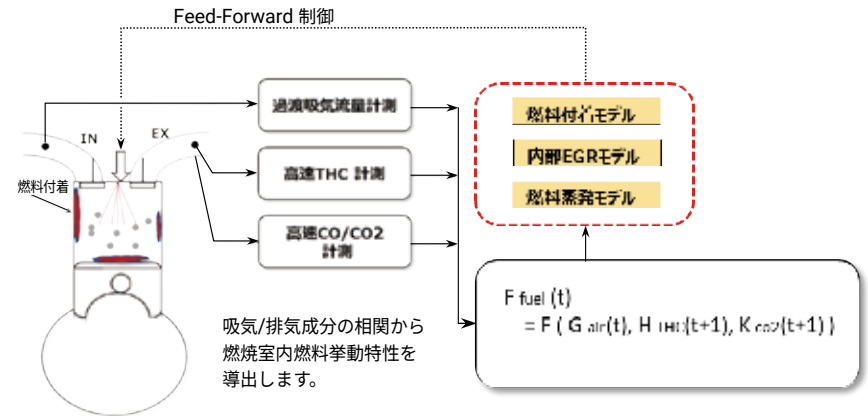 Feed-Forward 制御
過渡吸気流量計測
高速THC 計測
高速CO/CO2
計測
IN
EX
燃料付着
燃料付着モデル
内部EGRモデル
燃料蒸発モデル
F fuel (t)
= F ( G air(t), H THC(t+1), K co2(t+1) )
吸気/排気成分の相関から
燃焼室内燃料挙動特性を
導出します。